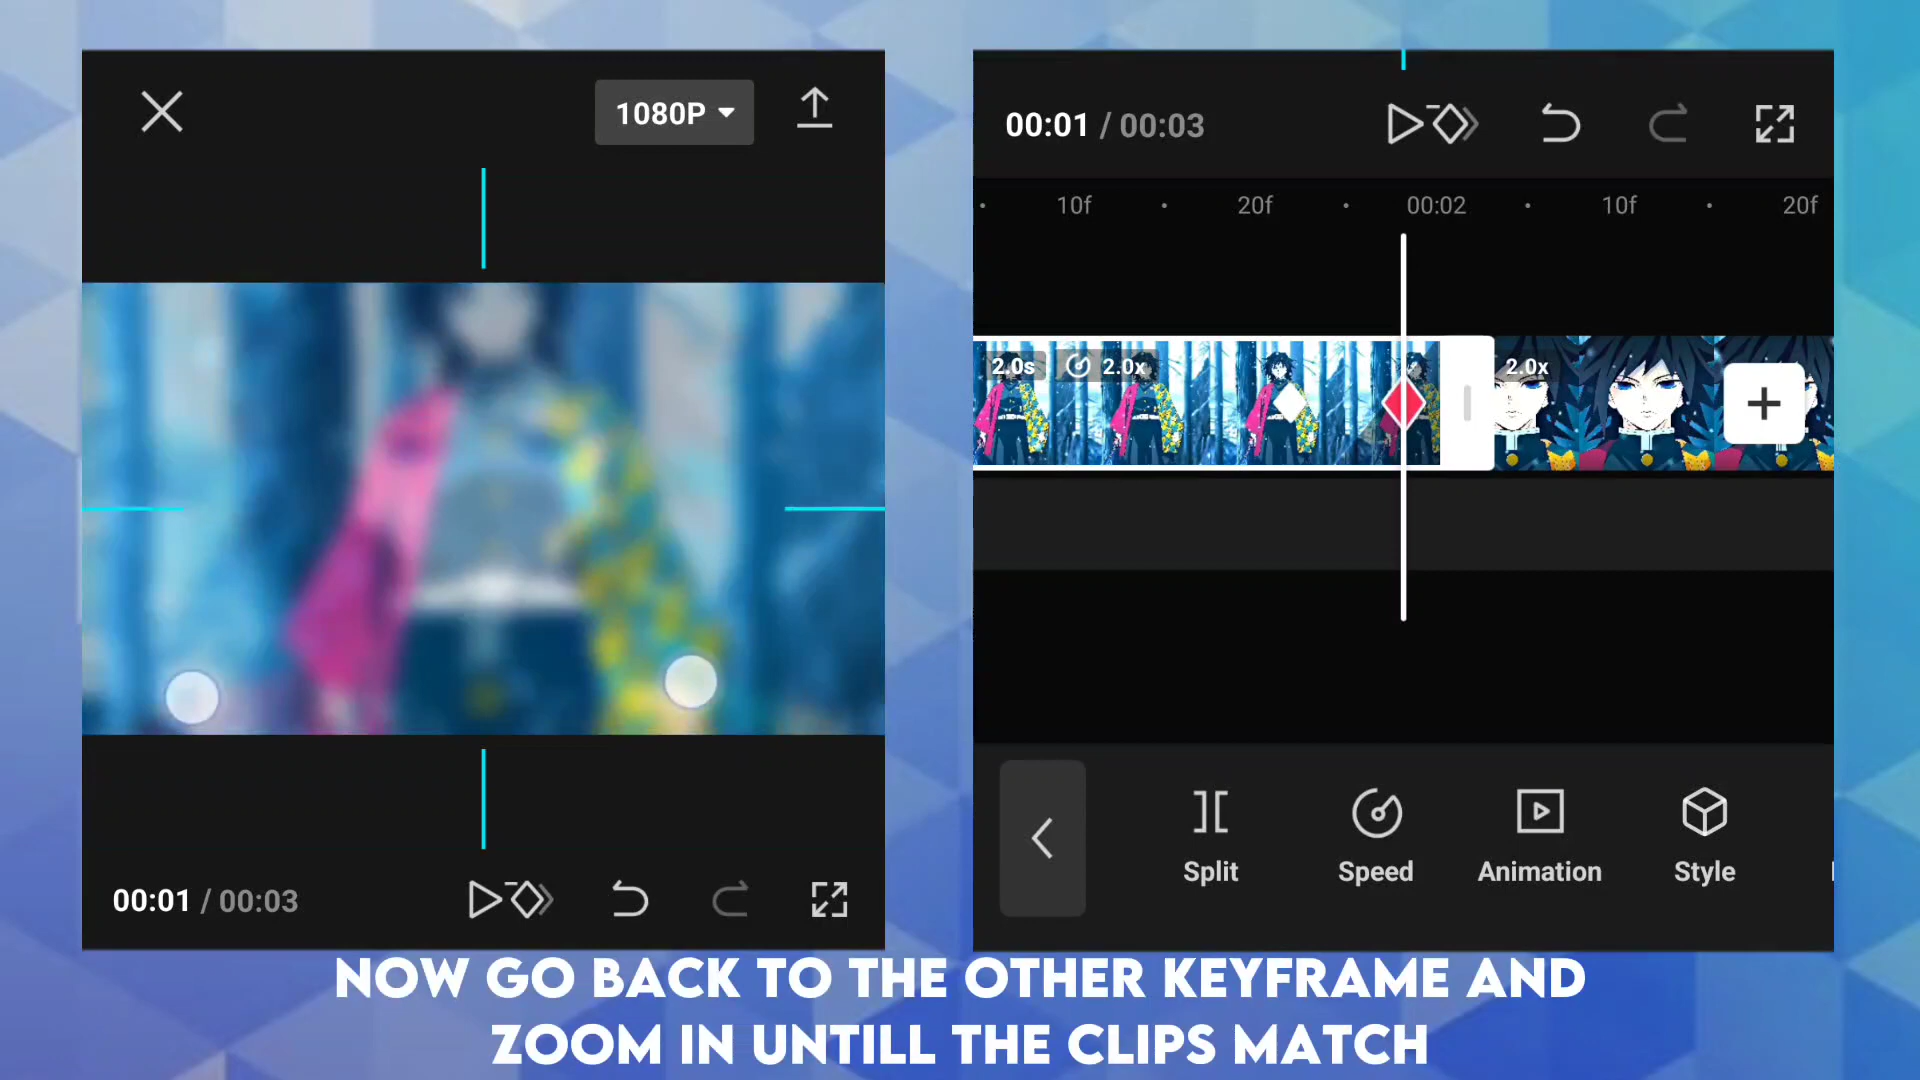 1080P
00:01 / 00:03
00:01 / 00:03
10f 20f 00:02 10f 20f
2.0s 2.0x 2.0x
Split Speed Animation Style
NOW GO BACK TO THE OTHER KEYFRAME AND
ZOOM IN UNTILL THE CLIPS MATCH